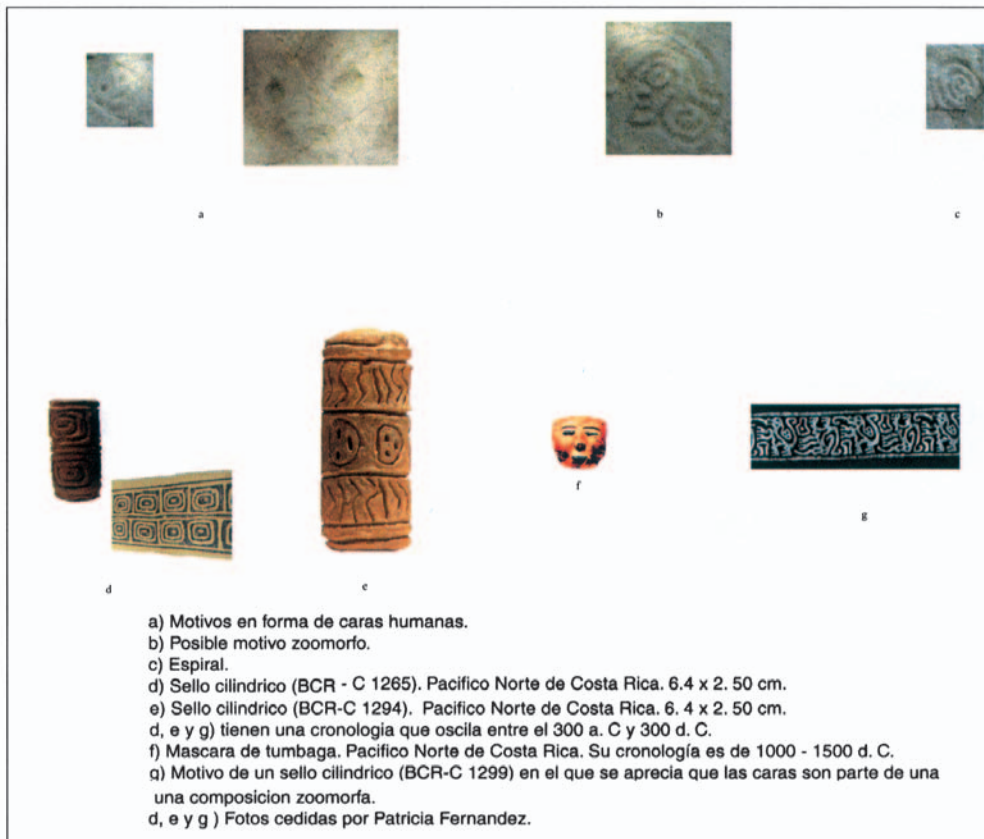 a
b
c
f
g
d
e
a) Motivos en forma de caras humanas.
b) Posible motivo zoomorfo.
c) Espiral.
d) Sello cilindrico (BCR - C 1265). Pacifico Norte de Costa Rica. 6.4 x 2. 50 cm.
e) Sello cilindrico (BCR-C 1294). Pacifico Norte de Costa Rica. 6. 4 x 2. 50 cm.
d, e y g) tienen una cronologia que oscila entre el 300 a. C y 300 d. C.
f) Mascara de tumbaga. Pacifico Norte de Costa Rica. Su cronología es de 1000 - 1500 d. C.
g) Motivo de un sello cilindrico (BCR-C 1299) en el que se aprecia que las caras son parte de una
una composicion zoomorfa.
d, e y g ) Fotos cedidas por Patricia Fernandez.